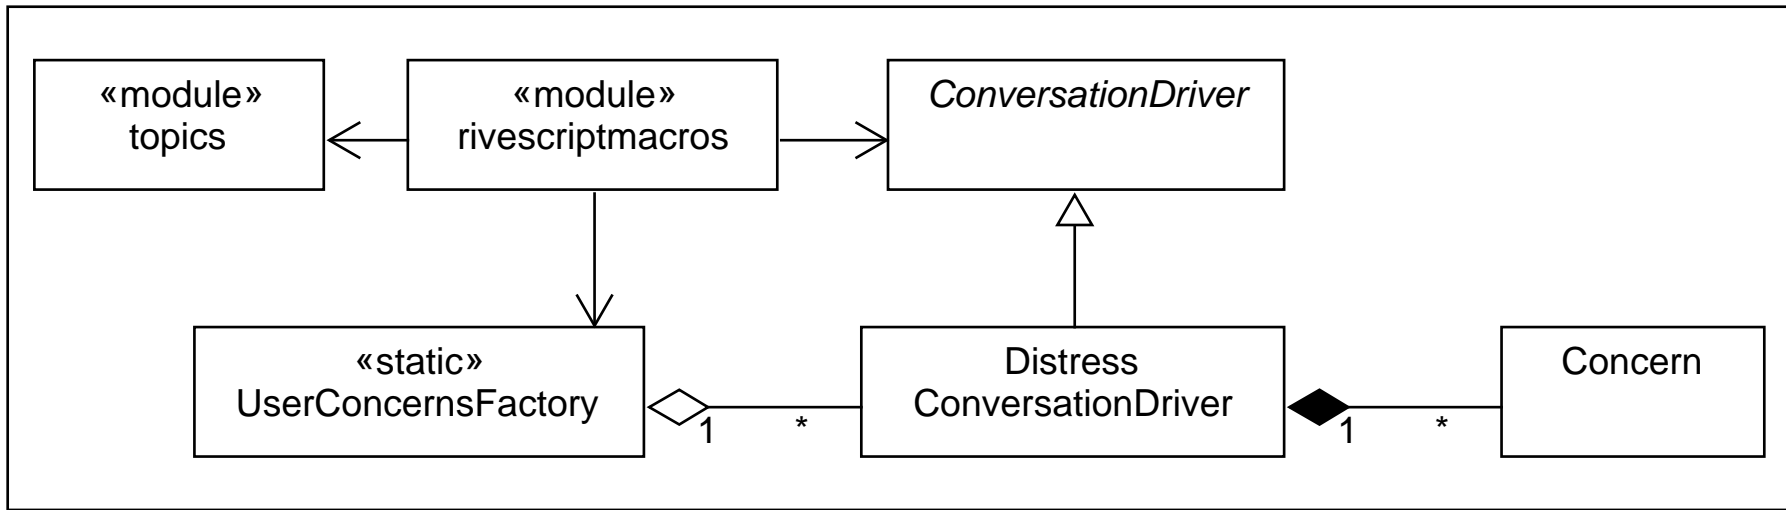 «module»
topics
«module»
rivescriptmacros
ConversationDriver
«static»
UserConcernsFactory
1
*
Distress
ConversationDriver
1
*
Concern